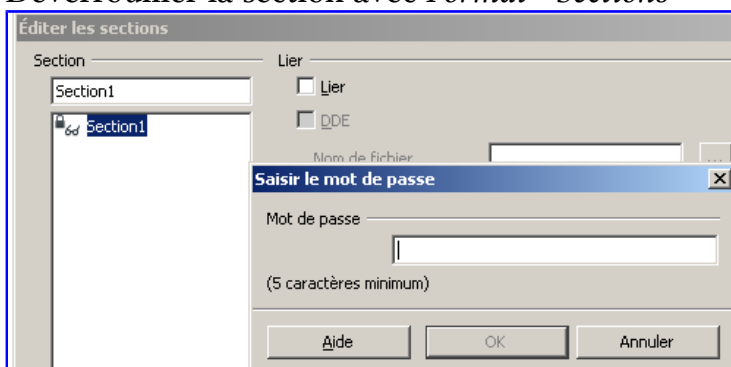 Déverrouiller la section avec Format - Sections
Éditer les sections
Section
Lier
Section1
Lier
Section1
DDE
Nom de fichier
...
Saisir le mot de passe
Mot de passe
(5 caractères minimum)
Aide
OK
Annuler